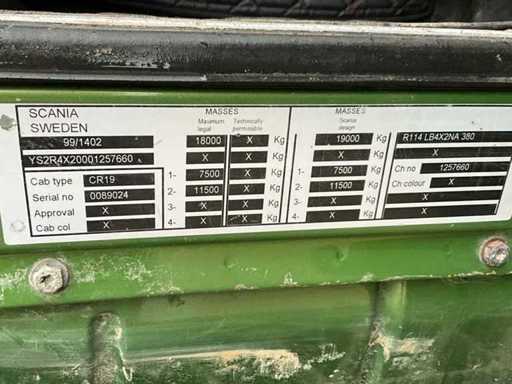 SCANIA
SWEDEN
99/1402
YS2R4X20001257660
Cab type CR19
Serial no 0089024
Approval X
Cab col X
MASSES
Maximum legal Technically permissible
18000 X Kg
1- 7500 X Kg
2- 11500 X Kg
3- X X Kg
4- X X Kg
MASSES
Scania design
19000 Kg
1- 7500 Kg
2- 11500 Kg
3- X Kg
4- X Kg
R114 LB4X2NA 380
X
Ch no 1257660
Ch colour X
X
X